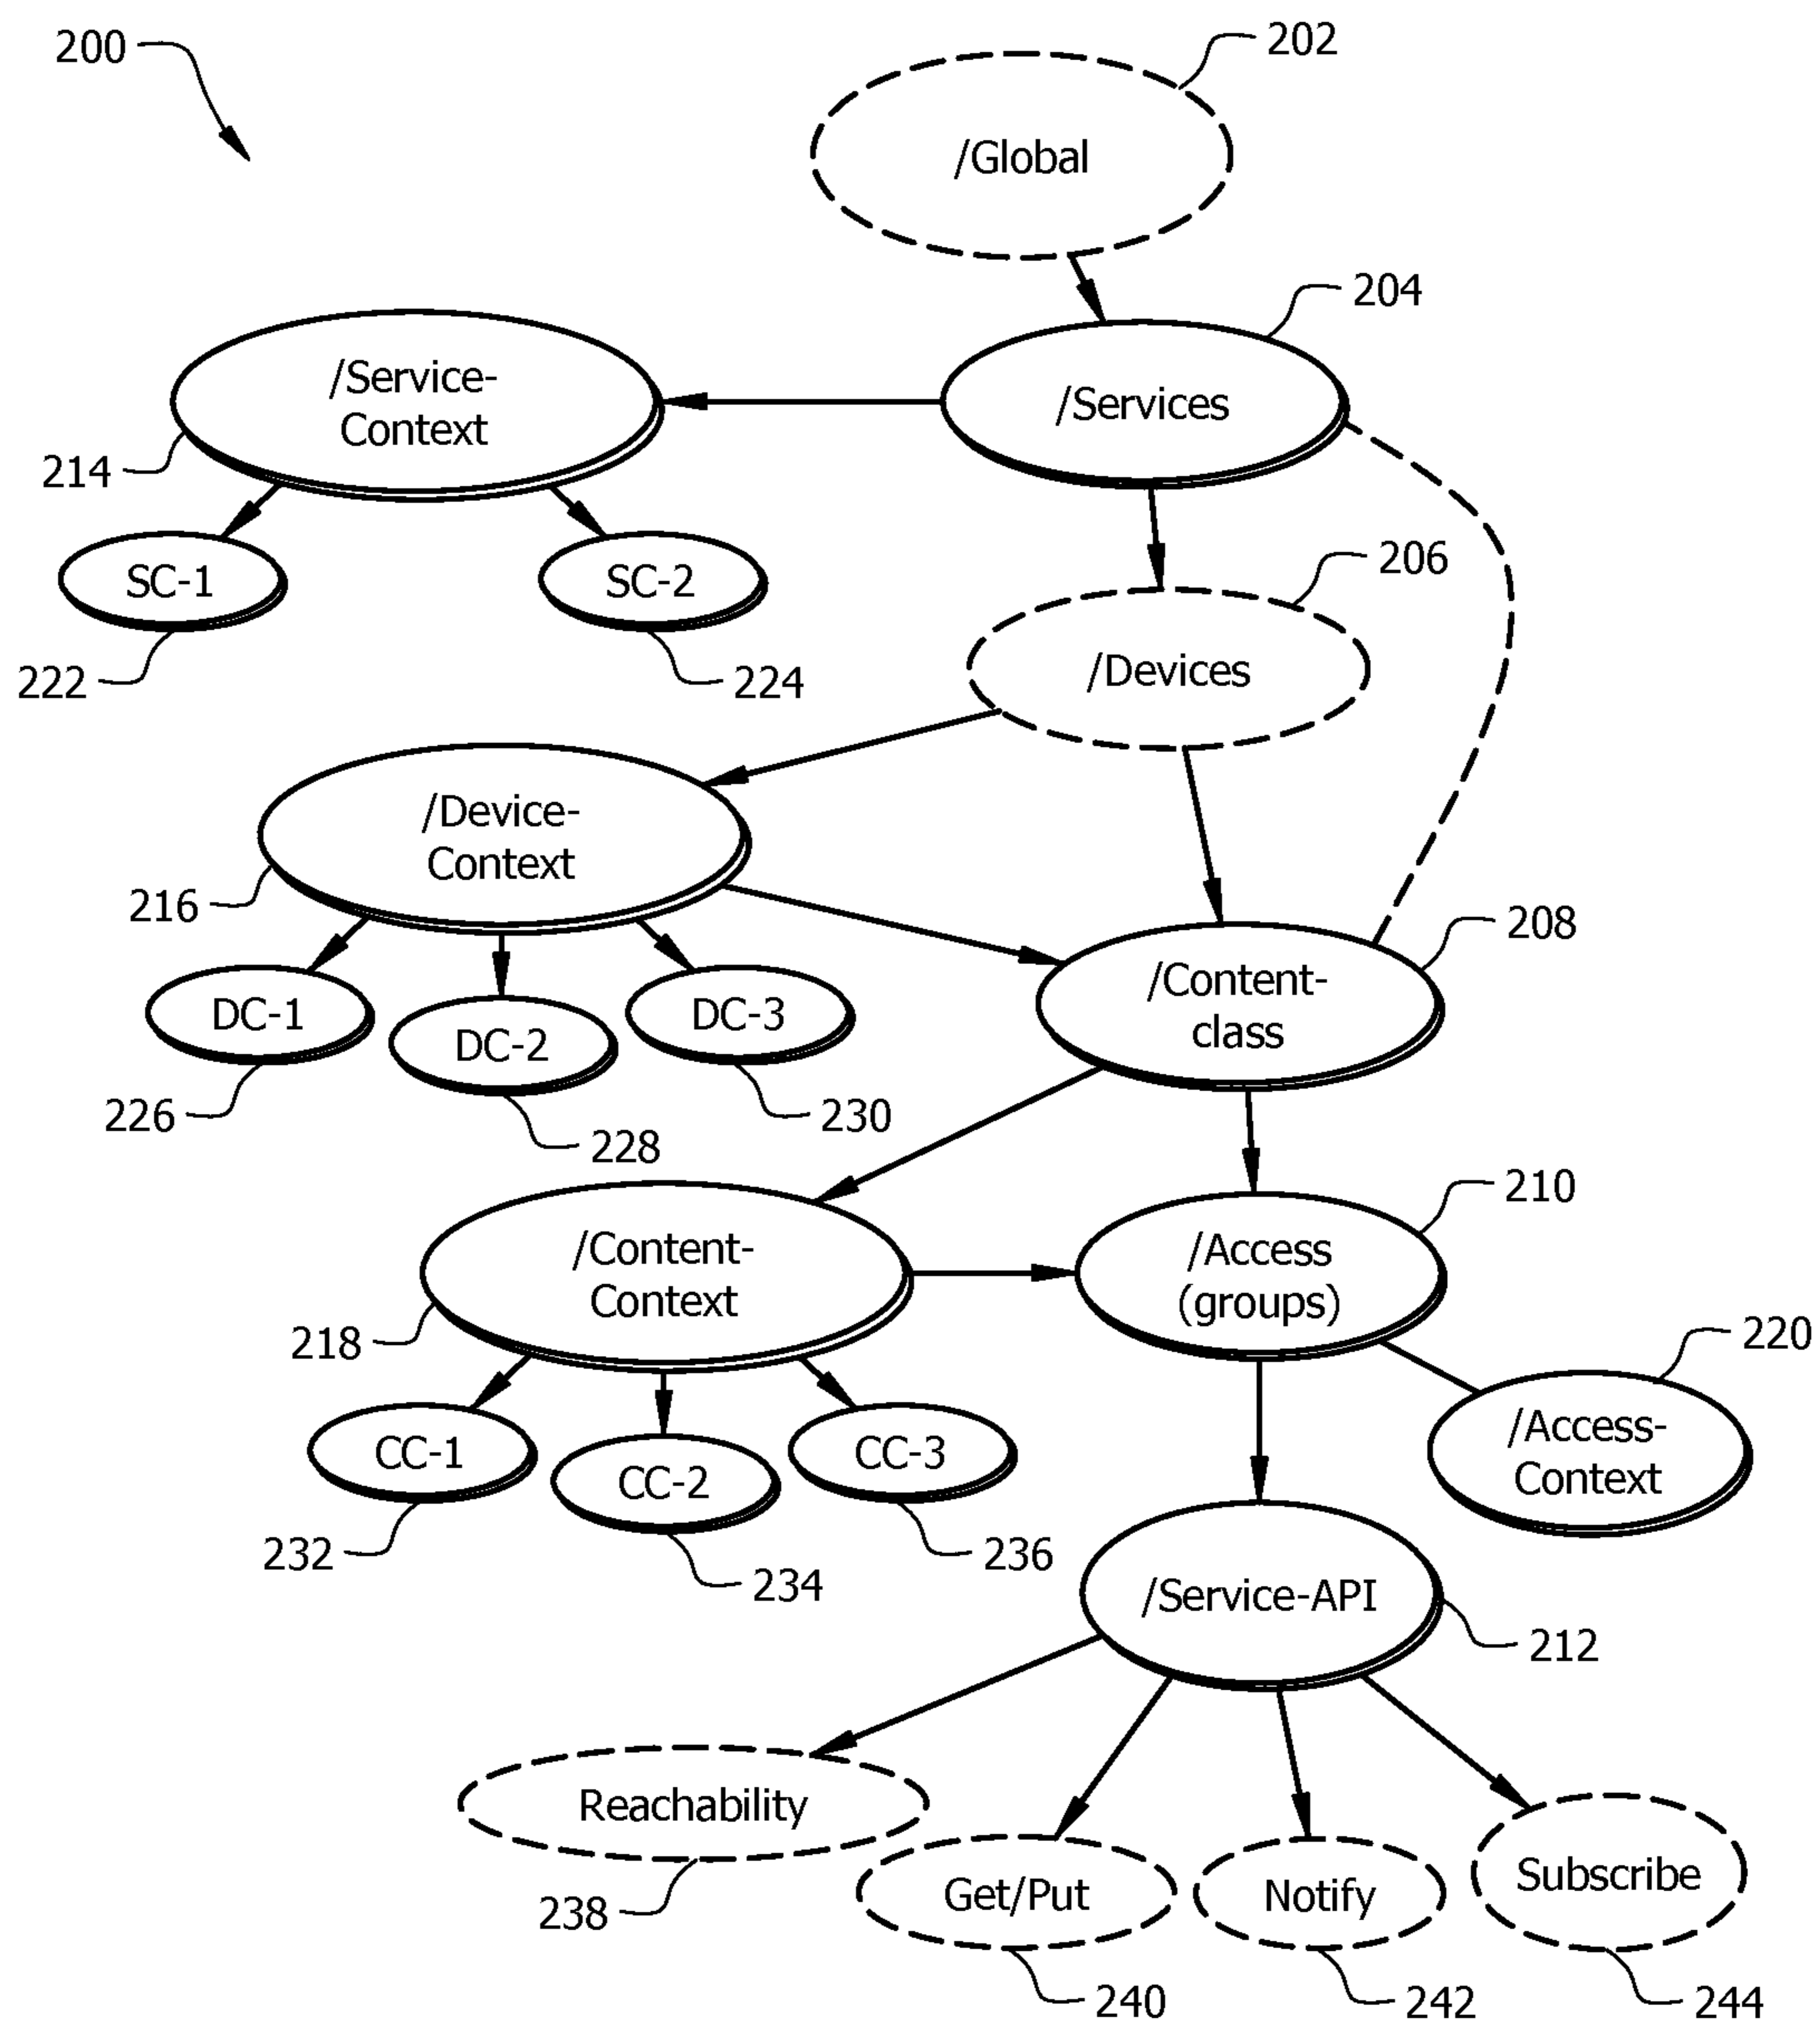 200
202
/Global
204
/Service-
Context
/Services
214
SC-1
SC-2
206
222
224
/Devices
/Device-
Context
216
208
/Content-
class
DC-1
DC-2
DC-3
226
228
230
210
/Content-
Context
/Access
(groups)
218
220
/Access-
Context
CC-1
CC-2
CC-3
232
234
236
/Service-API
212
Reachability
238
Get/Put
Notify
Subscribe
240
242
244